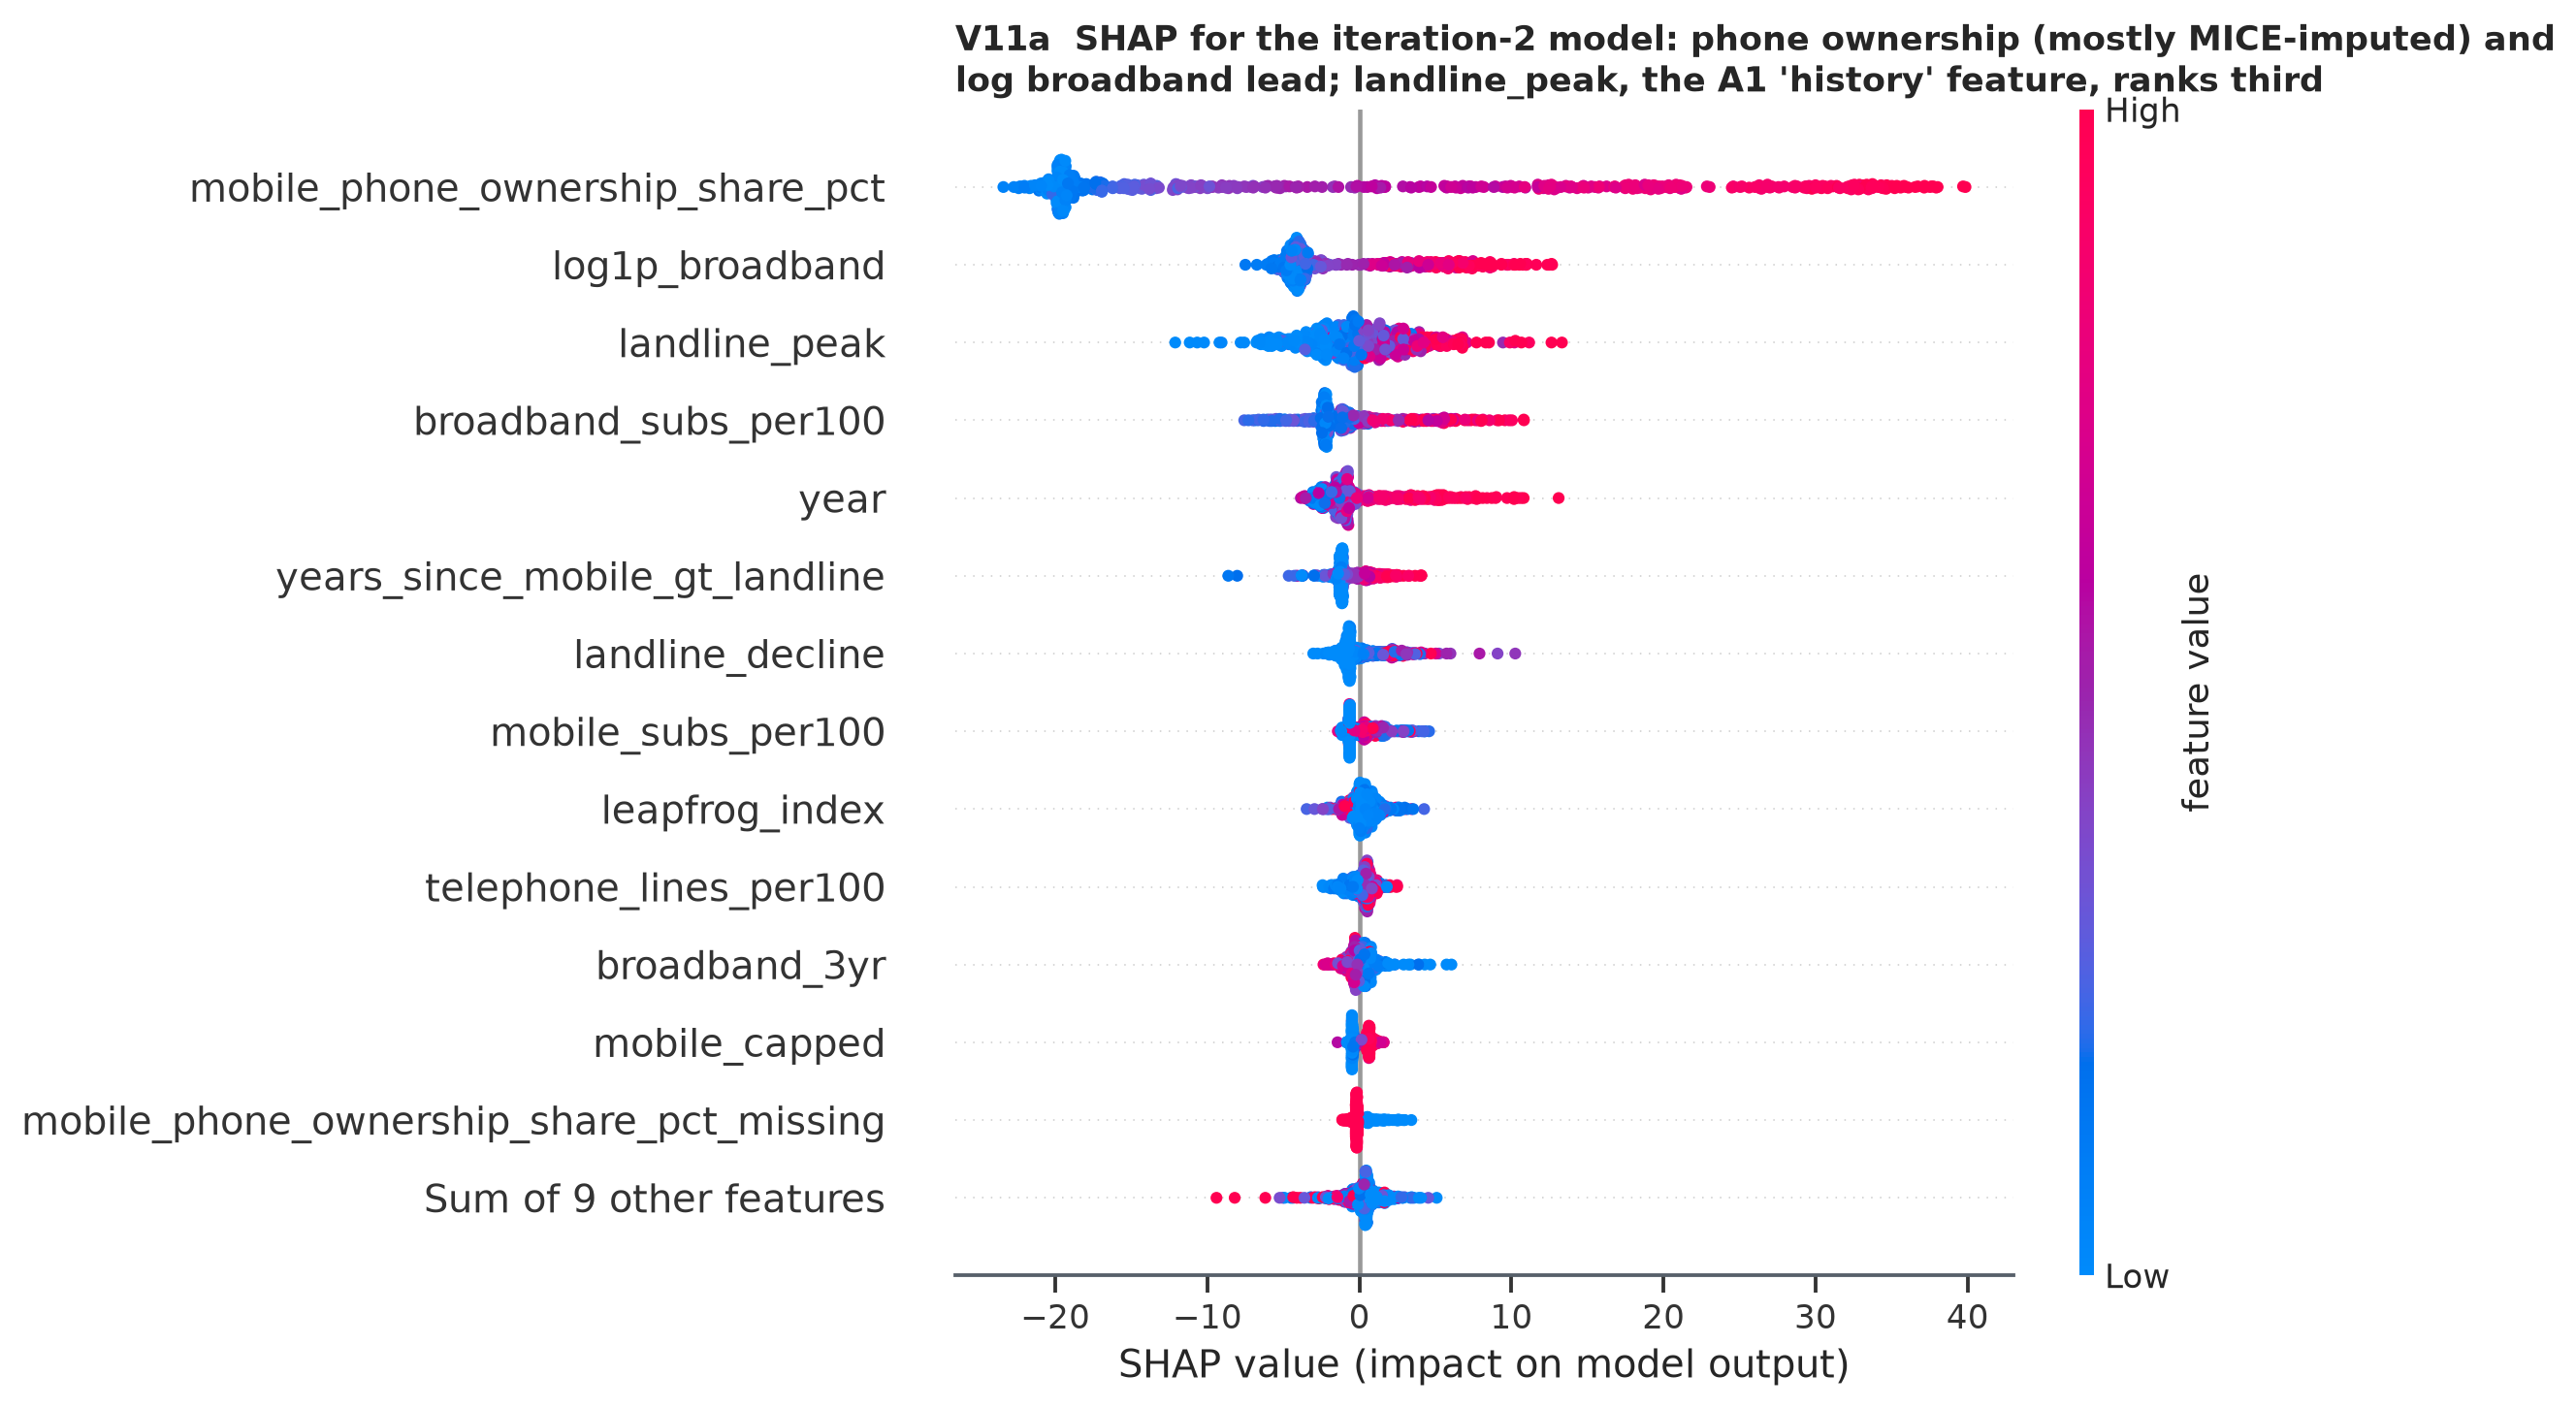 V11a  SHAP for the iteration-2 model: phone ownership (mostly MICE-imputed) and
log broadband lead; landline_peak, the A1 'history' feature, ranks third
High
mobile_phone_ownership_share_pct
log1p_broadband
landline_peak
broadband_subs_per100
year
years_since_mobile_gt_landline
landline_decline
mobile_subs_per100
leapfrog_index
telephone_lines_per100
broadband_3yr
mobile_capped
mobile_phone_ownership_share_pct_missing
Sum of 9 other features
feature value
Low
−20 −10 0 10 20 30 40
SHAP value (impact on model output)